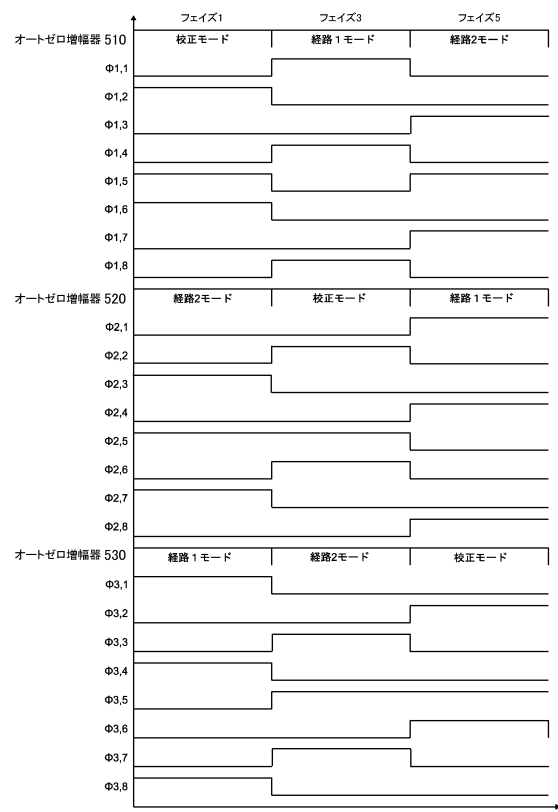 フェイズ1 フェイズ3 フェイズ5
オートゼロ増幅器 510 校正モード 経路１モード 経路2モード
Φ1,1
Φ1,2
Φ1,3
Φ1,4
Φ1,5
Φ1,6
Φ1,7
Φ1,8
オートゼロ増幅器 520 経路2モード 校正モード 経路１モード
Φ2,1
Φ2,2
Φ2,3
Φ2,4
Φ2,5
Φ2,6
Φ2,7
Φ2,8
オートゼロ増幅器 530 経路１モード 経路2モード 校正モード
Φ3,1
Φ3,2
Φ3,3
Φ3,4
Φ3,5
Φ3,6
Φ3,7
Φ3,8